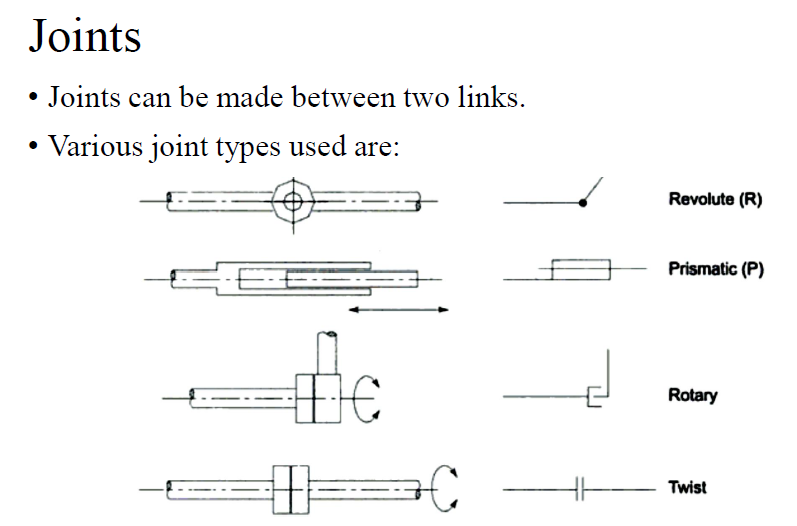 Joints
• Joints can be made between two links.
• Various joint types used are:
Revolute (R)
Prismatic (P)
Rotary
Twist